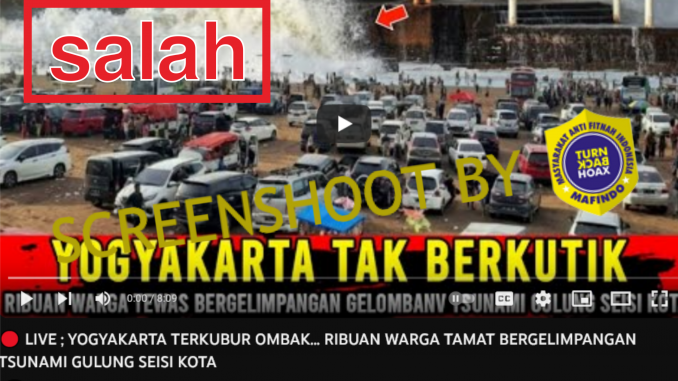 salah
MASYARAKAT ANTI FITNAH INDONESIA
TURN
BACK
HOAX
MAFINDO
SCREENSHOOT BY
YOGYAKARTA TAK BERKUTIK
RIBUAN WARGA TEWAS BERGELIMPANGAN GELOMBANV TSUNAMI GULUNG SEISI KOT
0:00 / 8:09
CC
LIVE ; YOGYAKARTA TERKUBUR OMBAK... RIBUAN WARGA TAMAT BERGELIMPANGAN
TSUNAMI GULUNG SEISI KOTA